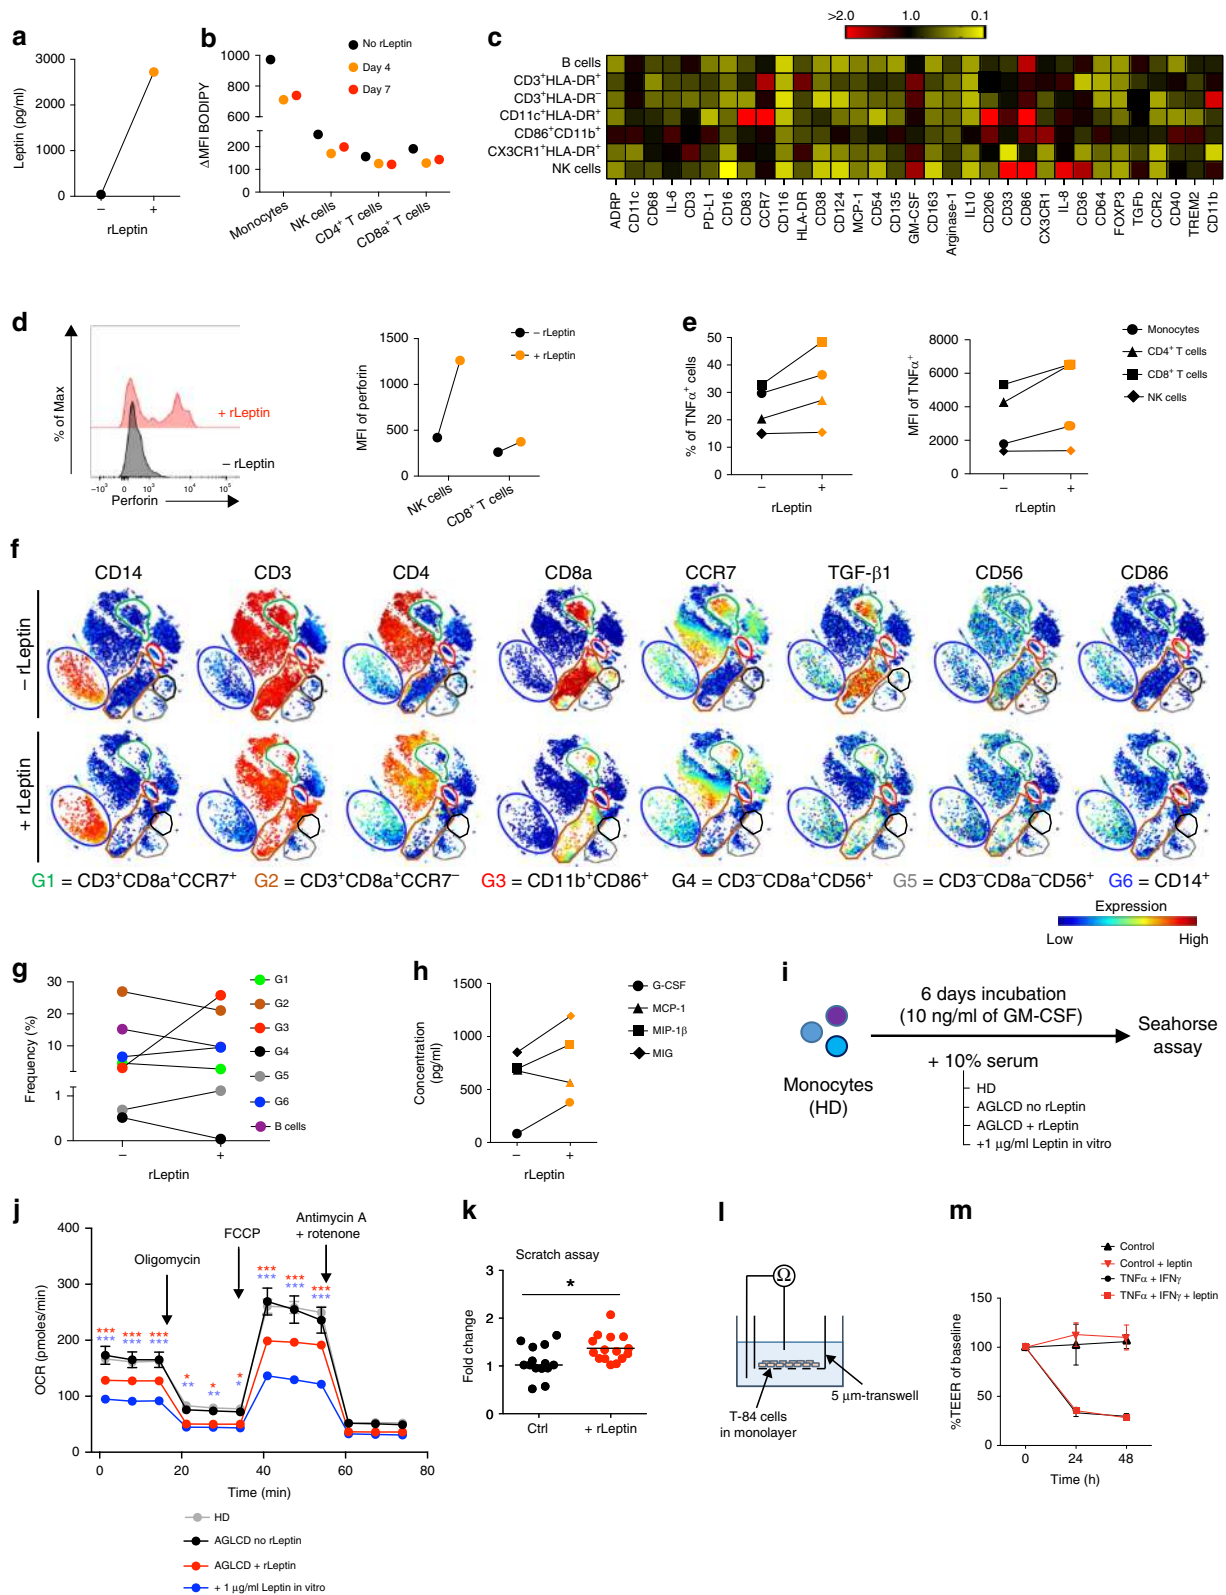 a
3000
2000
1000
0
Leptin (pg/ml)
–
+
rLeptin
b
1000
800
600
200
100
0
ΔMFI BODIPY
No rLeptin
Day 4
Day 7
Monocytes
NK cells
CD4⁺ T cells
CD8a⁺ T cells
c
>2.0
1.0
0.1
B cells
CD3⁺HLA-DR⁺
CD3⁺HLA-DR⁻
CD11c⁺HLA-DR⁺
CD86⁺CD11b⁺
CX3CR1⁺HLA-DR⁺
NK cells
ADRP
CD11c
CD68
IL-6
CD3
PD-L1
CD16
CD83
CCR7
CD116
HLA-DR
CD38
CD124
MCP-1
CD54
CD135
GM-CSF
CD163
Arginase-1
IL10
CD206
CD33
CD86
CX3CR1
IL-8
CD36
CD64
FOXP3
TGFb
CCR2
CD40
TREM2
CD11b
d
% of Max
+ rLeptin
– rLeptin
–10³
0
10³
10⁴
10⁵
Perforin
1500
1000
500
0
MFI of perforin
– rLeptin
+ rLeptin
NK cells
CD8⁺ T cells
e
50
40
30
20
10
0
% of TNFα⁺ cells
–
+
rLeptin
8000
6000
4000
2000
0
MFI of TNFα⁺
–
+
rLeptin
Monocytes
CD4⁺ T cells
CD8⁺ T cells
NK cells
f
CD14
CD3
CD4
CD8a
CCR7
TGF-β1
CD56
CD86
– rLeptin
+ rLeptin
G1 = CD3⁺CD8a⁺CCR7⁺
G2 = CD3⁺CD8a⁺CCR7⁻
G3 = CD11b⁺CD86⁺
G4 = CD3⁻CD8a⁺CD56⁺
G5 = CD3⁻CD8a⁻CD56⁺
G6 = CD14⁺
Expression
Low
High
g
30
20
10
1
0
Frequency (%)
–
+
rLeptin
G1
G2
G3
G4
G5
G6
B cells
h
1500
1000
500
0
Concentration
(pg/ml)
–
+
rLeptin
G-CSF
MCP-1
MIP-1β
MIG
i
Monocytes
(HD)
6 days incubation
(10 ng/ml of GM-CSF)
+ 10% serum
HD
AGLCD no rLeptin
AGLCD + rLeptin
+1 μg/ml Leptin in vitro
Seahorse
assay
j
400
300
200
100
0
OCR (pmoles/min)
Oligomycin
FCCP
Antimycin A
+ rotenone
*** *** ***
*** *** ***
* * *
** ** *
*** *** ***
*** *** ***
0
20
40
60
80
Time (min)
HD
AGLCD no rLeptin
AGLCD + rLeptin
+ 1 μg/ml Leptin in vitro
k
Scratch assay
3
2
1
0
Fold change
*
Ctrl
+ rLeptin
l
Ω
T-84 cells
in monolayer
5 μm-transwell
m
Control
Control + leptin
TNFα + IFNγ
TNFα + IFNγ + leptin
150
100
50
0
%TEER of baseline
0
24
48
Time (h)